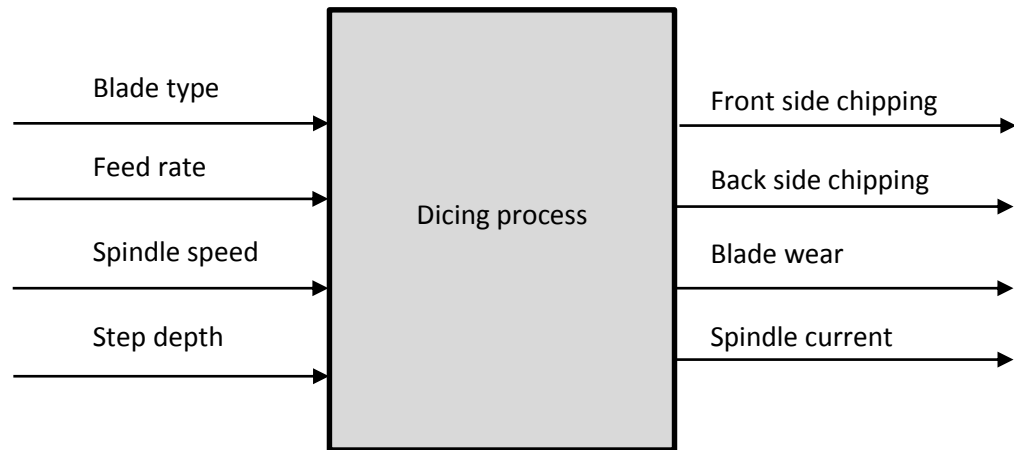 Blade type
Feed rate
Spindle speed
Step depth
Dicing process
Front side chipping
Back side chipping
Blade wear
Spindle current